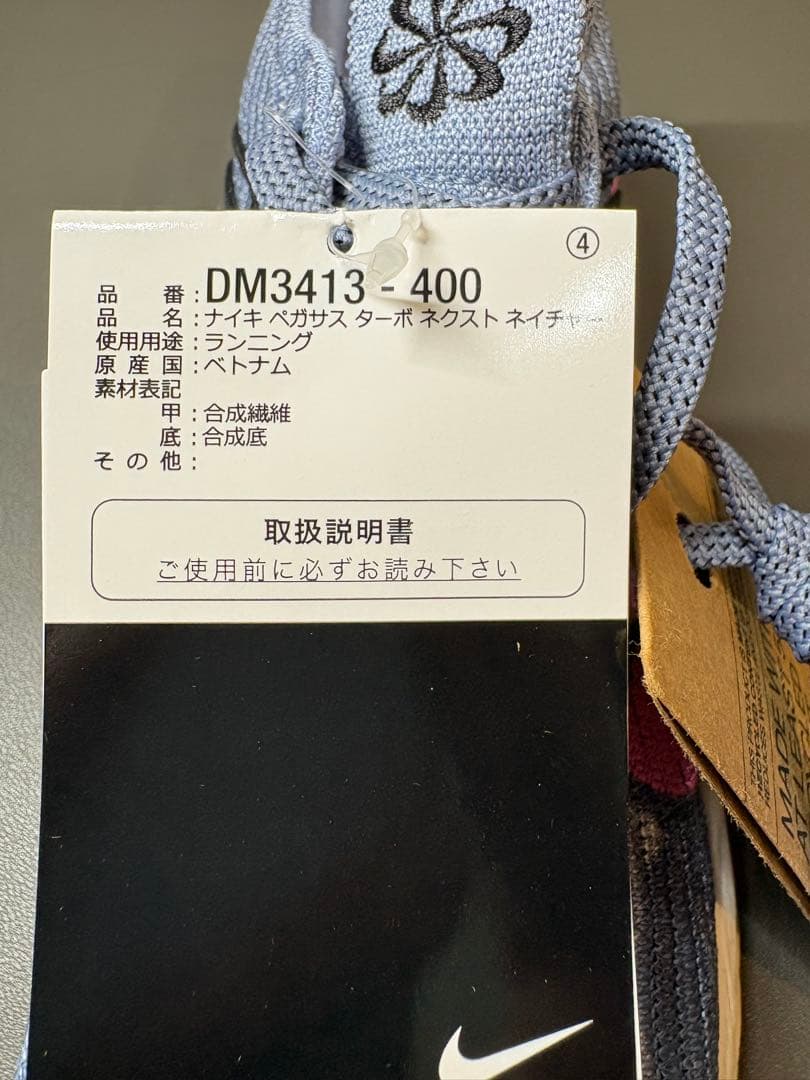 ④
品　番:DM3413 - 400
品　名:ナイキ ペガサス ターボ ネクスト ネイチャー
使用用途:ランニング
原産国:ベトナム
素材表記
甲:合成繊維
底:合成底
その他:
取扱説明書
ご使用前に必ずお読み下さい
MADE W
AT LEAS